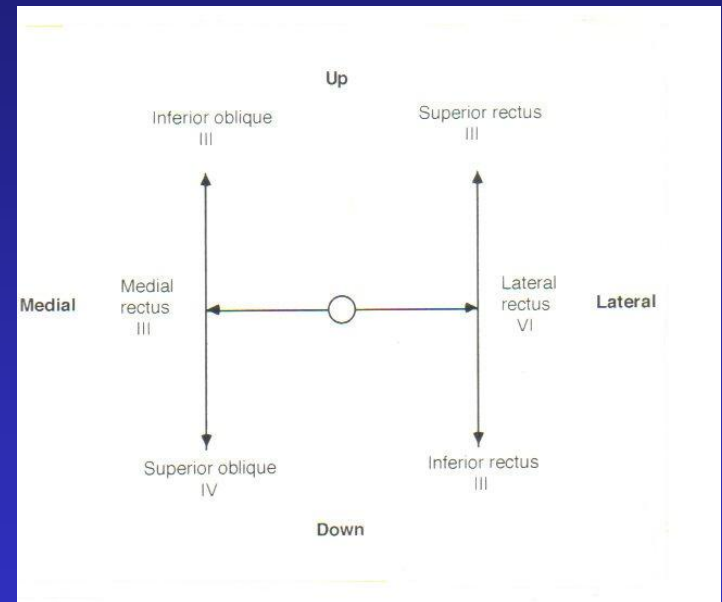 Up
Inferior oblique
III
Superior rectus
III
Medial
Medial
rectus
III
Lateral
rectus
VI
Lateral
Superior oblique
IV
Inferior rectus
III
Down